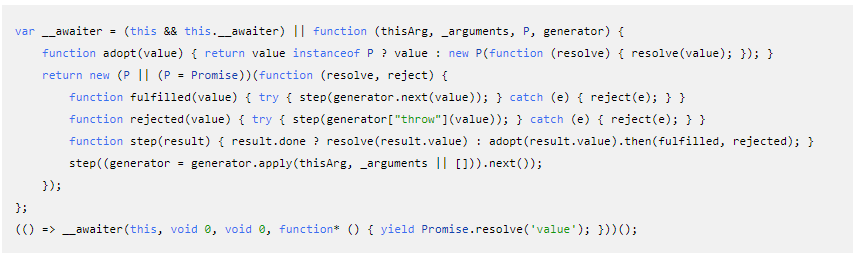 var __awaiter = (this && this.__awaiter) || function (thisArg, _arguments, P, generator) {
    function adopt(value) { return value instanceof P ? value : new P(function (resolve) { resolve(value); }); }
    return new (P || (P = Promise))(function (resolve, reject) {
        function fulfilled(value) { try { step(generator.next(value)); } catch (e) { reject(e); } }
        function rejected(value) { try { step(generator["throw"](value)); } catch (e) { reject(e); } }
        function step(result) { result.done ? resolve(result.value) : adopt(result.value).then(fulfilled, rejected); }
        step((generator = generator.apply(thisArg, _arguments || [])).next());
    });
};
(() => __awaiter(this, void 0, void 0, function* () { yield Promise.resolve('value'); }))();